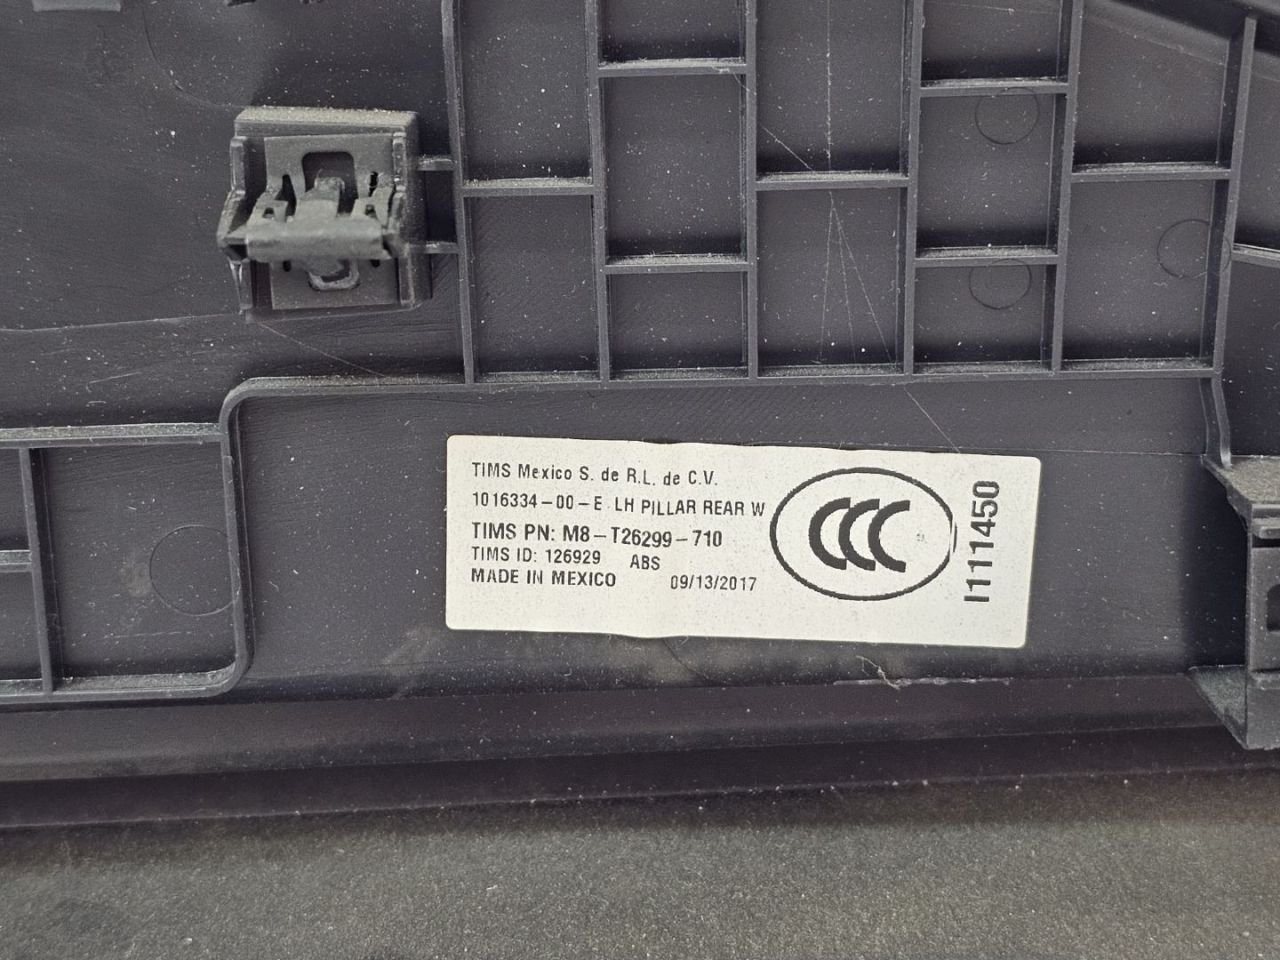 TIMS Mexico S. de R.L. de C.V.
1016334-00-E LH PILLAR REAR W
TIMS PN: M8-T26299-710
TIMS ID: 126929 ABS
MADE IN MEXICO 09/13/2017
CCC
I111450